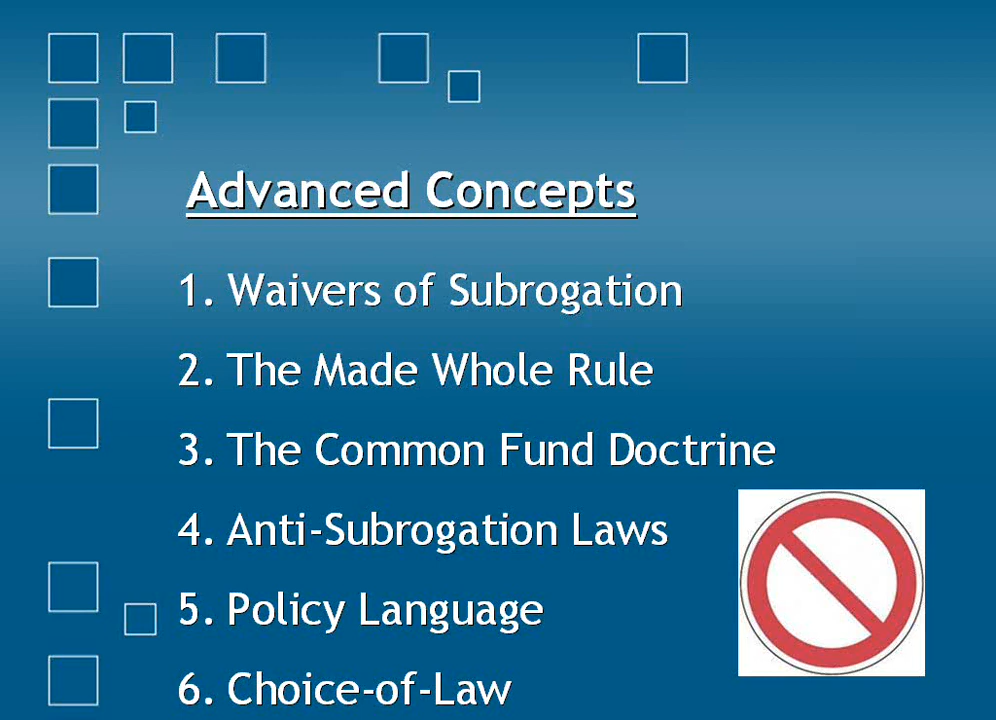 Advanced Concepts
1. Waivers of Subrogation
2. The Made Whole Rule
3. The Common Fund Doctrine
4. Anti-Subrogation Laws
5. Policy Language
6. Choice-of-Law